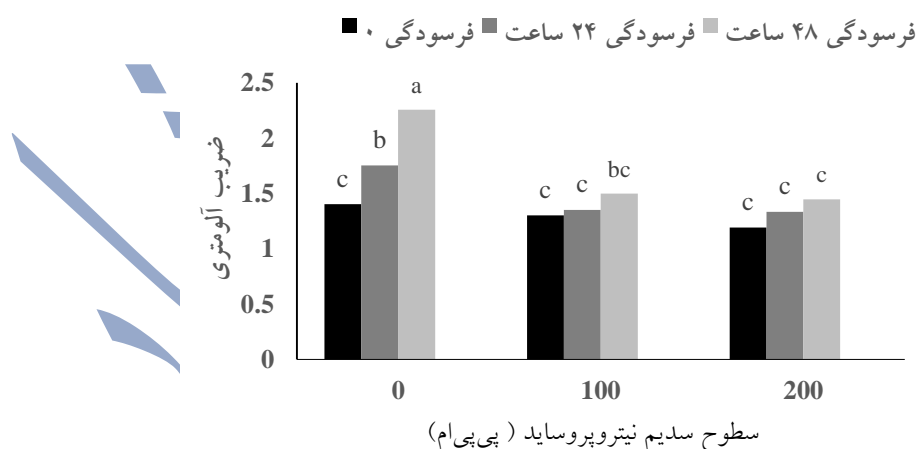 فرسودگی ۰ ■ فرسودگی ۲۴ ساعت ■ فرسودگی ۴۸ ساعت ■
ضریب آلومتری
2.5
2
1.5
1
0.5
0
c b a
c c bc
c c c
0 100 200
سطوح سدیم نیتروپروساید ( پی‌پی‌ام)